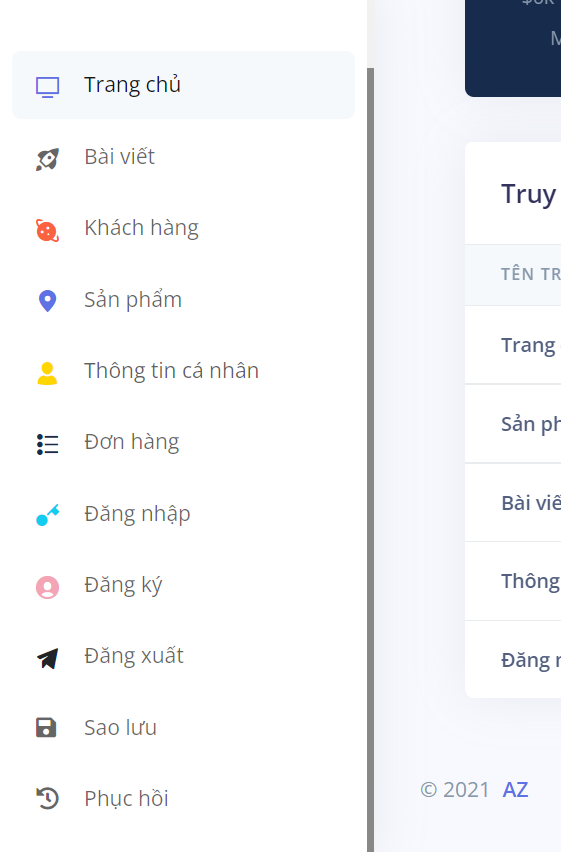 Trang chủ
Bài viết
Khách hàng
Sản phẩm
Thông tin cá nhân
Đơn hàng
Đăng nhập
Đăng ký
Đăng xuất
Sao lưu
Phục hồi
M
Truy
TÊN TR
Trang
Sản ph
Bài viế
Thông
Đăng n
© 2021 AZ